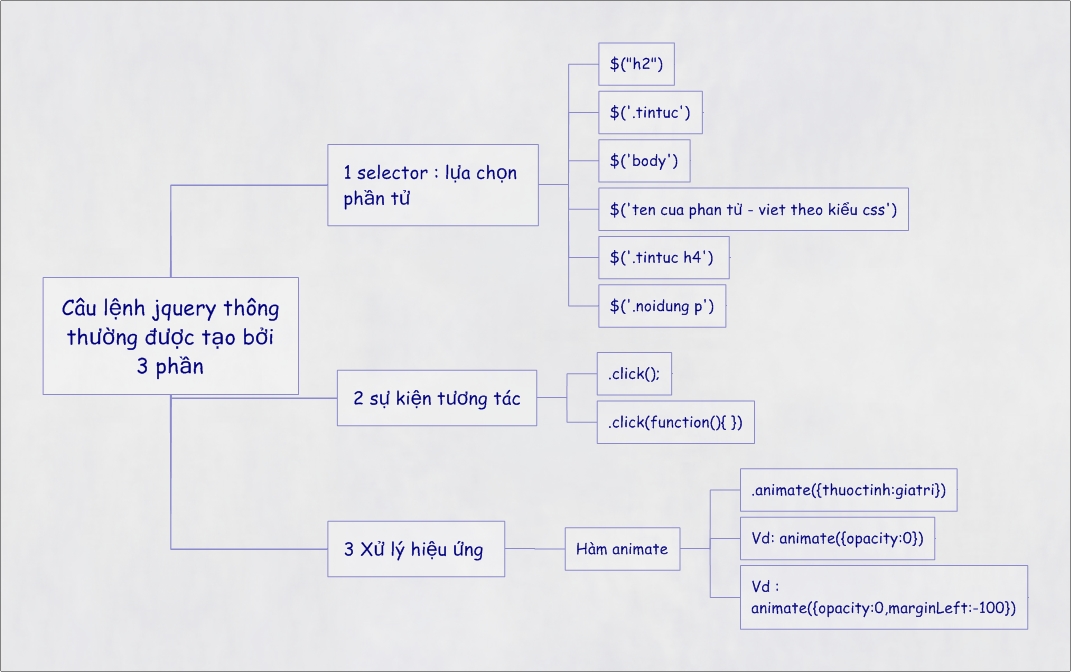 Câu lệnh jquery thông
thường được tạo bởi
3 phần
1 selector : lựa chọn
phần tử
$("h2")
$('.tintuc')
$('body')
$('ten cua phan tử - viet theo kiểu css')
$('.tintuc h4')
$('.noidung p')
2 sự kiện tương tác
.click();
.click(function(){ })
3 Xử lý hiệu ứng
Hàm animate
.animate({thuoctinh:giatri})
Vd: animate({opacity:0})
Vd :
animate({opacity:0,marginLeft:-100})